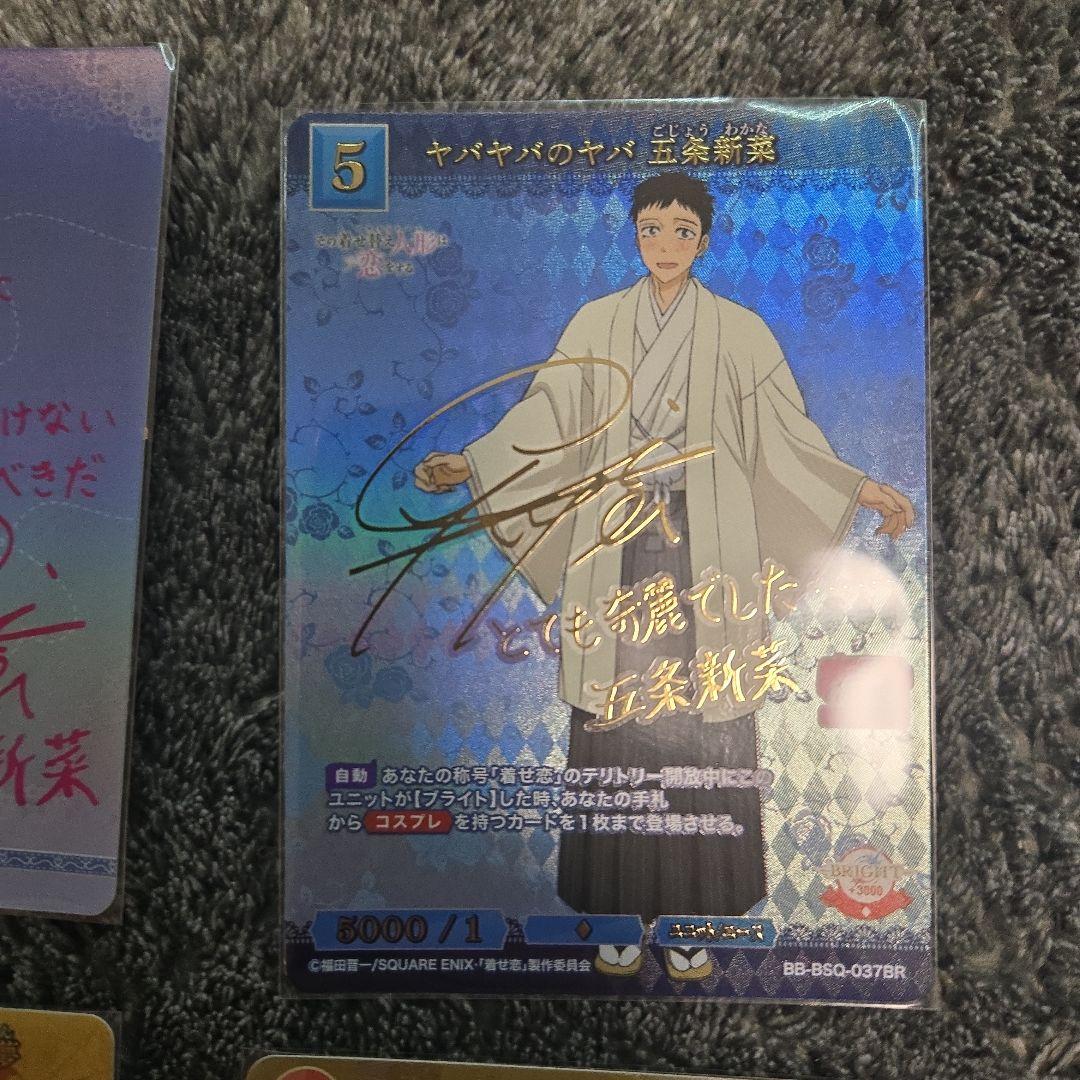 5
ヤバヤバのヤバ 五条新菜
ごじょう わかな
その着せ替え人形は
恋をする
とても奇麗でした
五条新菜
自動 あなたの称号「着せ恋」のテリトリー開放中にこの
ユニットが【ブライト】した時、あなたの手札
から コスプレ を持つカードを1枚まで登場させる。
BRIGHT
+3000
5000 / 1
©福田晋一/SQUARE ENIX・「着せ恋」製作委員会
BB-BSQ-037BR
けない
べきだ
新菜